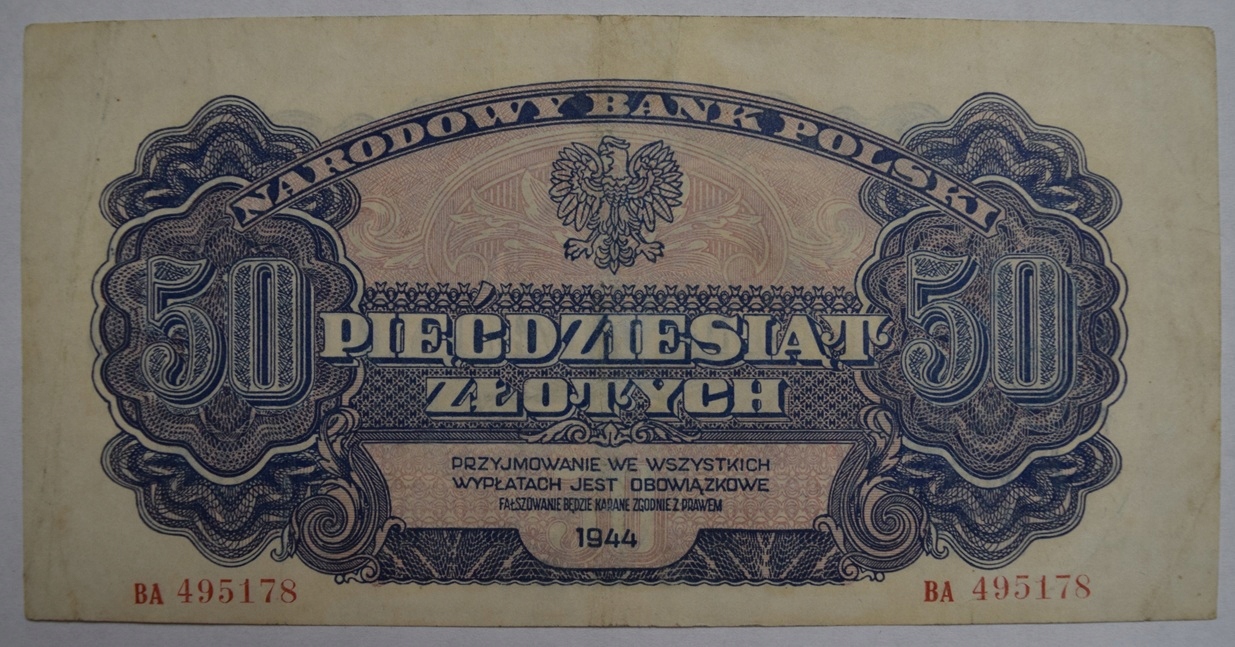 NARODOWY BANK POLSKI
50 50
PIĘĆDZIESIĄT
ZŁOTYCH
PRZYJMOWANIE WE WSZYSTKICH
WYPŁATACH JEST OBOWIĄZKOWE
FAŁSZOWANIE BĘDZIE KARANE ZGODNIE Z PRAWEM
1944
BA 495178 BA 495178